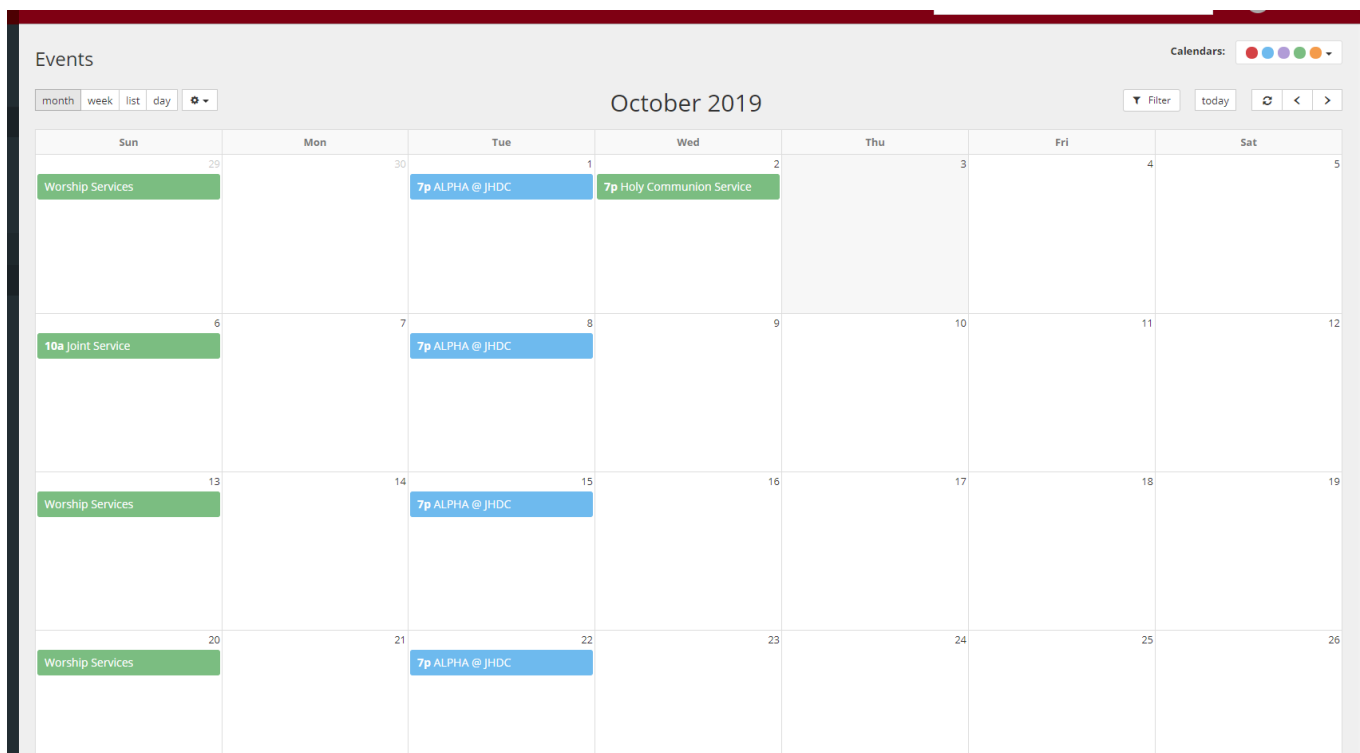 Calendars:
Events
month week list day
October 2019
Filter today
Sun Mon Tue Wed Thu Fri Sat
29 30 1 2 3 4 5
Worship Services 7p ALPHA @ JHDC 7p Holy Communion Service
6 7 8 9 10 11 12
10a Joint Service 7p ALPHA @ JHDC
13 14 15 16 17 18 19
Worship Services 7p ALPHA @ JHDC
20 21 22 23 24 25 26
Worship Services 7p ALPHA @ JHDC